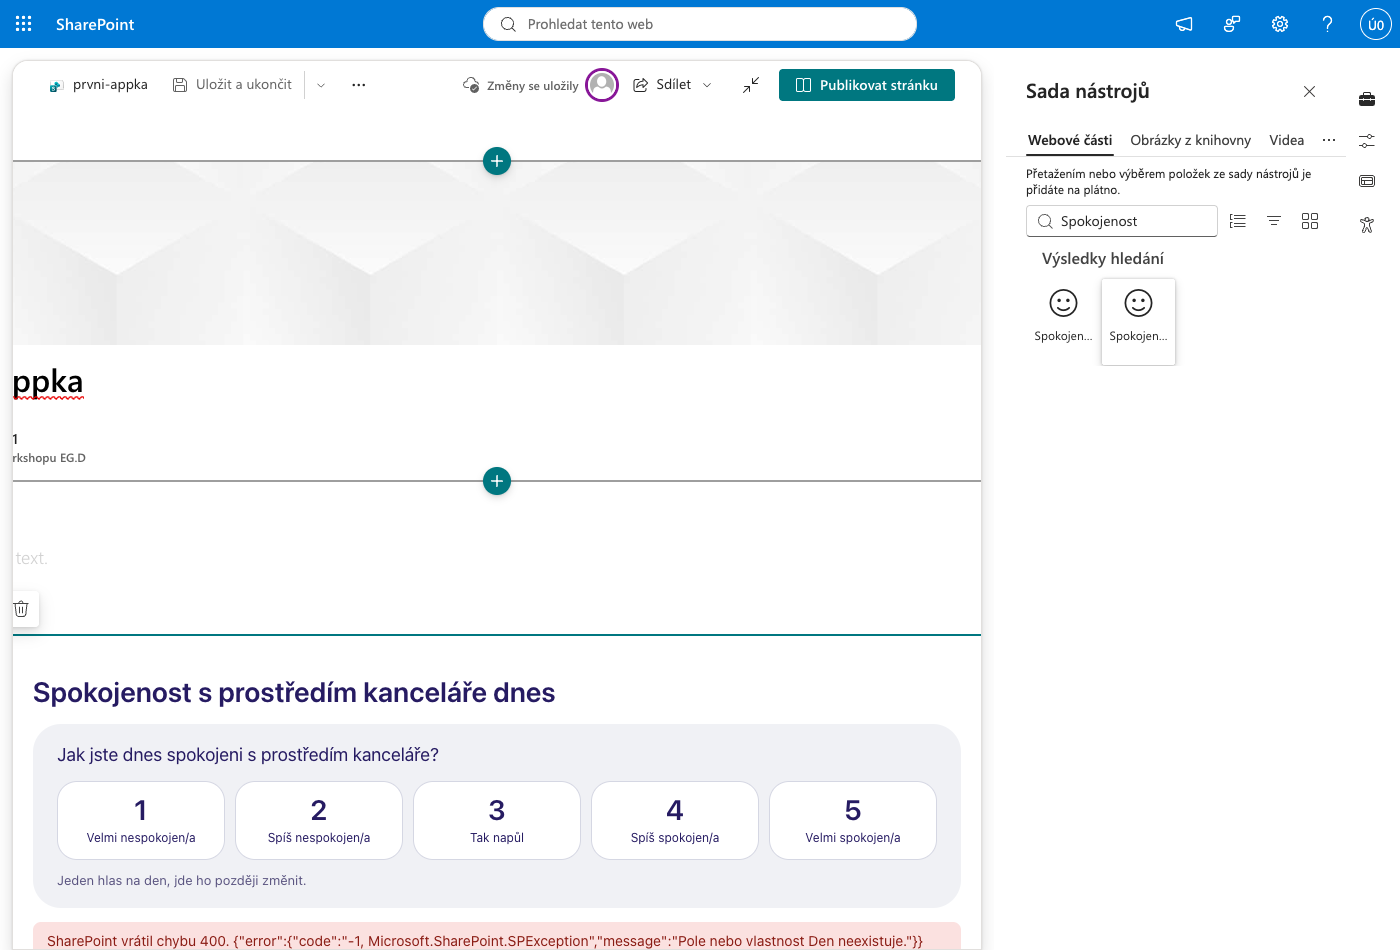 SharePoint
Prohledat tento web
Ú0
prvni-appka
Uložit a ukončit
Změny se uložily
Sdílet
Publikovat stránku
Sada nástrojů
Webové části
Obrázky z knihovny
Videa
Přetažením nebo výběrem položek ze sady nástrojů je
přidáte na plátno.
Spokojenost
Výsledky hledání
Spokojen...
Spokojen...
ppka
1
rkshopu EG.D
text.
Spokojenost s prostředím kanceláře dnes
Jak jste dnes spokojeni s prostředím kanceláře?
1
Velmi nespokojen/a
2
Spíš nespokojen/a
3
Tak napůl
4
Spíš spokojen/a
5
Velmi spokojen/a
Jeden hlas na den, jde ho později změnit.
SharePoint vrátil chybu 400. {"error":{"code":"-1, Microsoft.SharePoint.SPException","message":"Pole nebo vlastnost Den neexistuje."}}